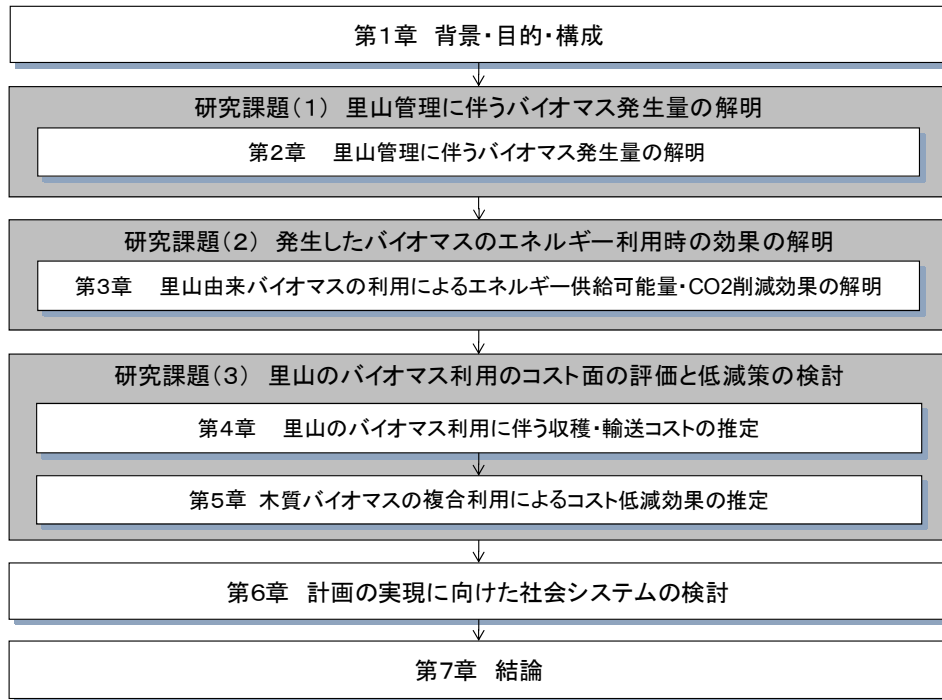 第1章 背景・目的・構成
研究課題(1) 里山管理に伴うバイオマス発生量の解明
第2章 里山管理に伴うバイオマス発生量の解明
研究課題(2) 発生したバイオマスのエネルギー利用時の効果の解明
第3章 里山由来バイオマスの利用によるエネルギー供給可能量・CO2削減効果の解明
研究課題(3) 里山のバイオマス利用のコスト面の評価と低減策の検討
第4章 里山のバイオマス利用に伴う収穫・輸送コストの推定
第5章 木質バイオマスの複合利用によるコスト低減効果の推定
第6章 計画の実現に向けた社会システムの検討
第7章 結論